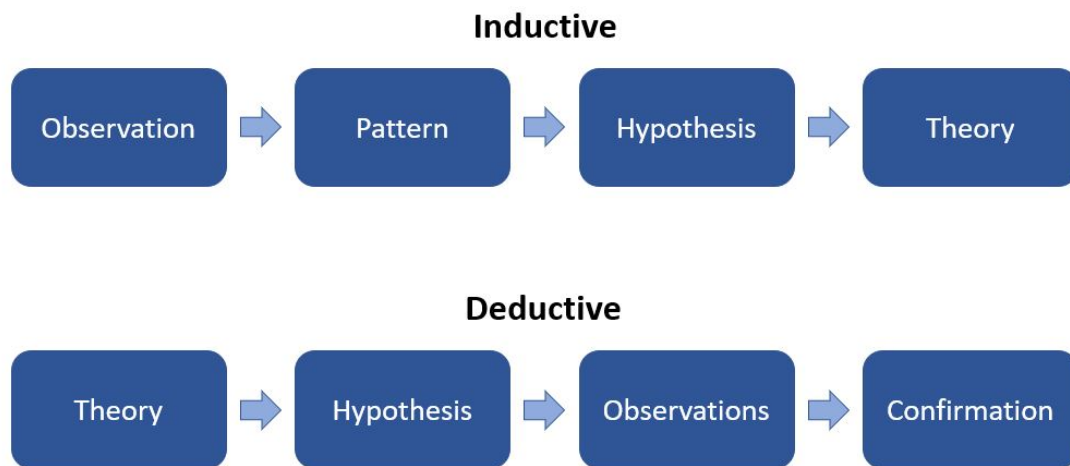 Inductive
Observation
Pattern
Hypothesis
Theory
Deductive
Theory
Hypothesis
Observations
Confirmation